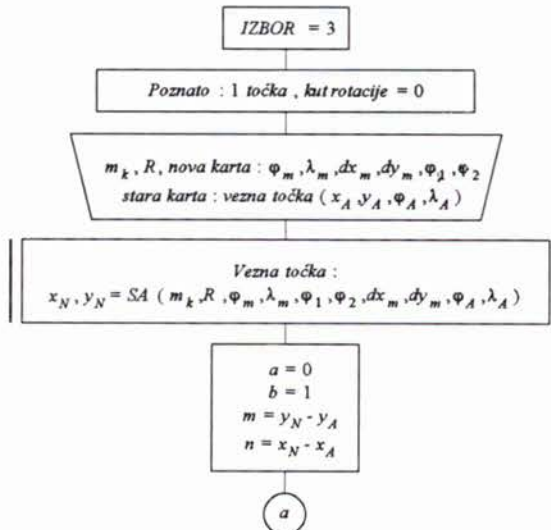 IZBOR = 3
Poznato : 1 točka , kut rotacije = 0
m_k , R, nova karta : φ_m , λ_m , dx_m , dy_m , φ_1 , φ_2
stara karta : vezna točka ( x_A , y_A , φ_A , λ_A )
Vezna točka :
x_N , y_N = SA ( m_k , R , φ_m , λ_m , φ_1 , φ_2 , dx_m , dy_m , φ_A , λ_A )
a = 0
b = 1
m = y_N - y_A
n = x_N - x_A
a